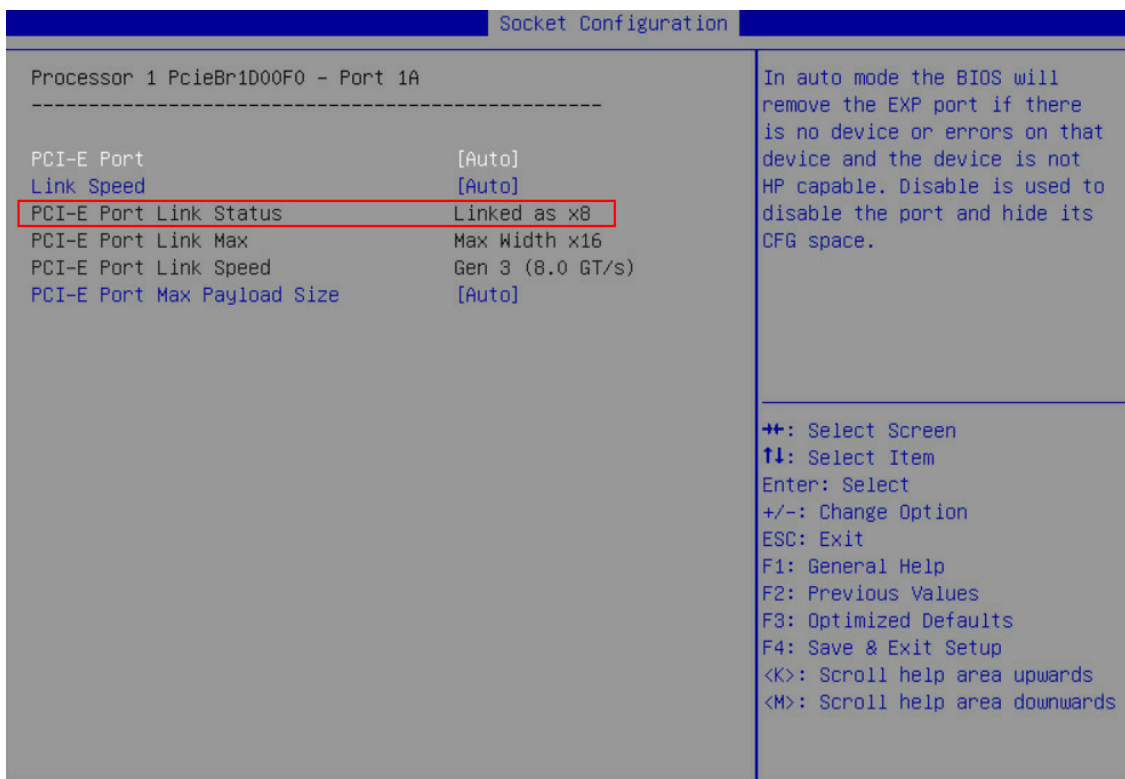 Socket Configuration
Processor 1 PcieBr1D00F0 - Port 1A
--------------------------------------------------
PCI-E Port [Auto]
Link Speed [Auto]
PCI-E Port Link Status Linked as x8
PCI-E Port Link Max Max Width x16
PCI-E Port Link Speed Gen 3 (8.0 GT/s)
PCI-E Port Max Payload Size [Auto]
In auto mode the BIOS will
remove the EXP port if there
is no device or errors on that
device and the device is not
HP capable. Disable is used to
disable the port and hide its
CFG space.
→←: Select Screen
↑↓: Select Item
Enter: Select
+/-: Change Option
ESC: Exit
F1: General Help
F2: Previous Values
F3: Optimized Defaults
F4: Save & Exit Setup
<K>: Scroll help area upwards
<M>: Scroll help area downwards